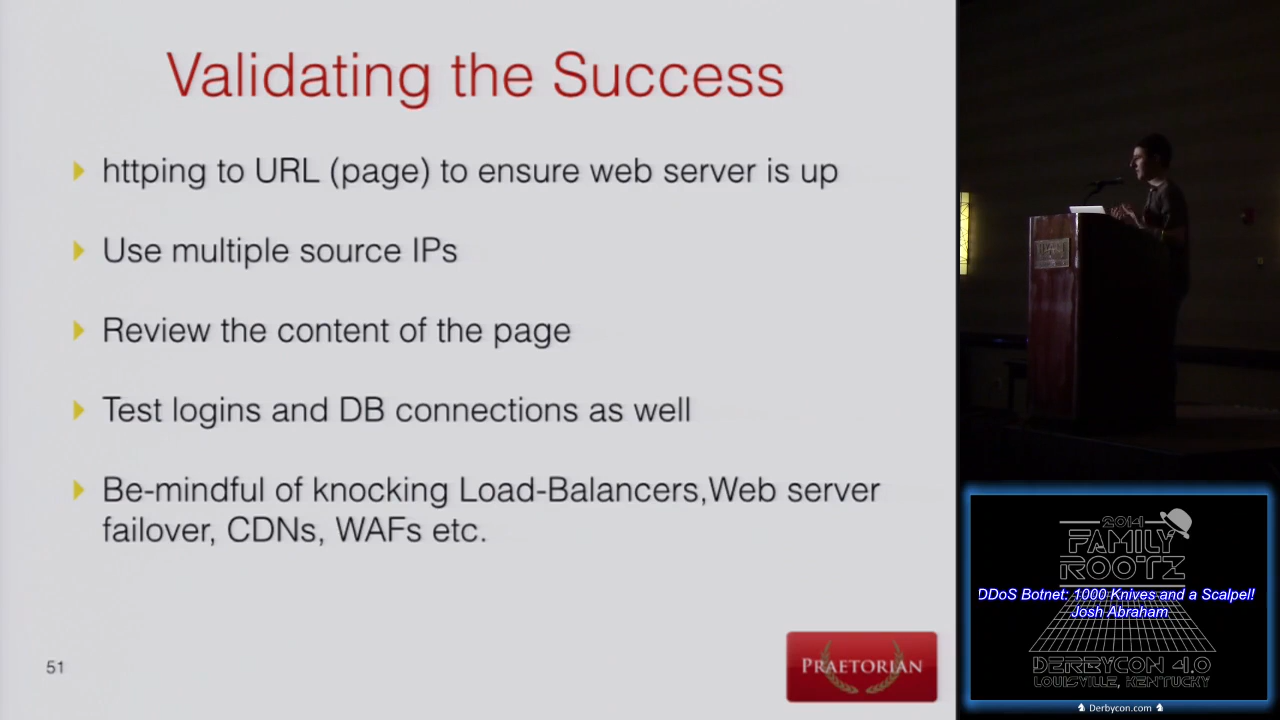 Validating the Success
httping to URL (page) to ensure web server is up
Use multiple source IPs
Review the content of the page
Test logins and DB connections as well
Be-mindful of knocking Load-Balancers,Web server
failover, CDNs, WAFs etc.
51
PRAETORIAN
2014
FAMILY
ROOTZ
DDoS Botnet: 1000 Knives and a Scalpel!
Josh Abraham
DERBYCON 4.0
LOUISVILLE, KENTUCKY
Derbycon.com